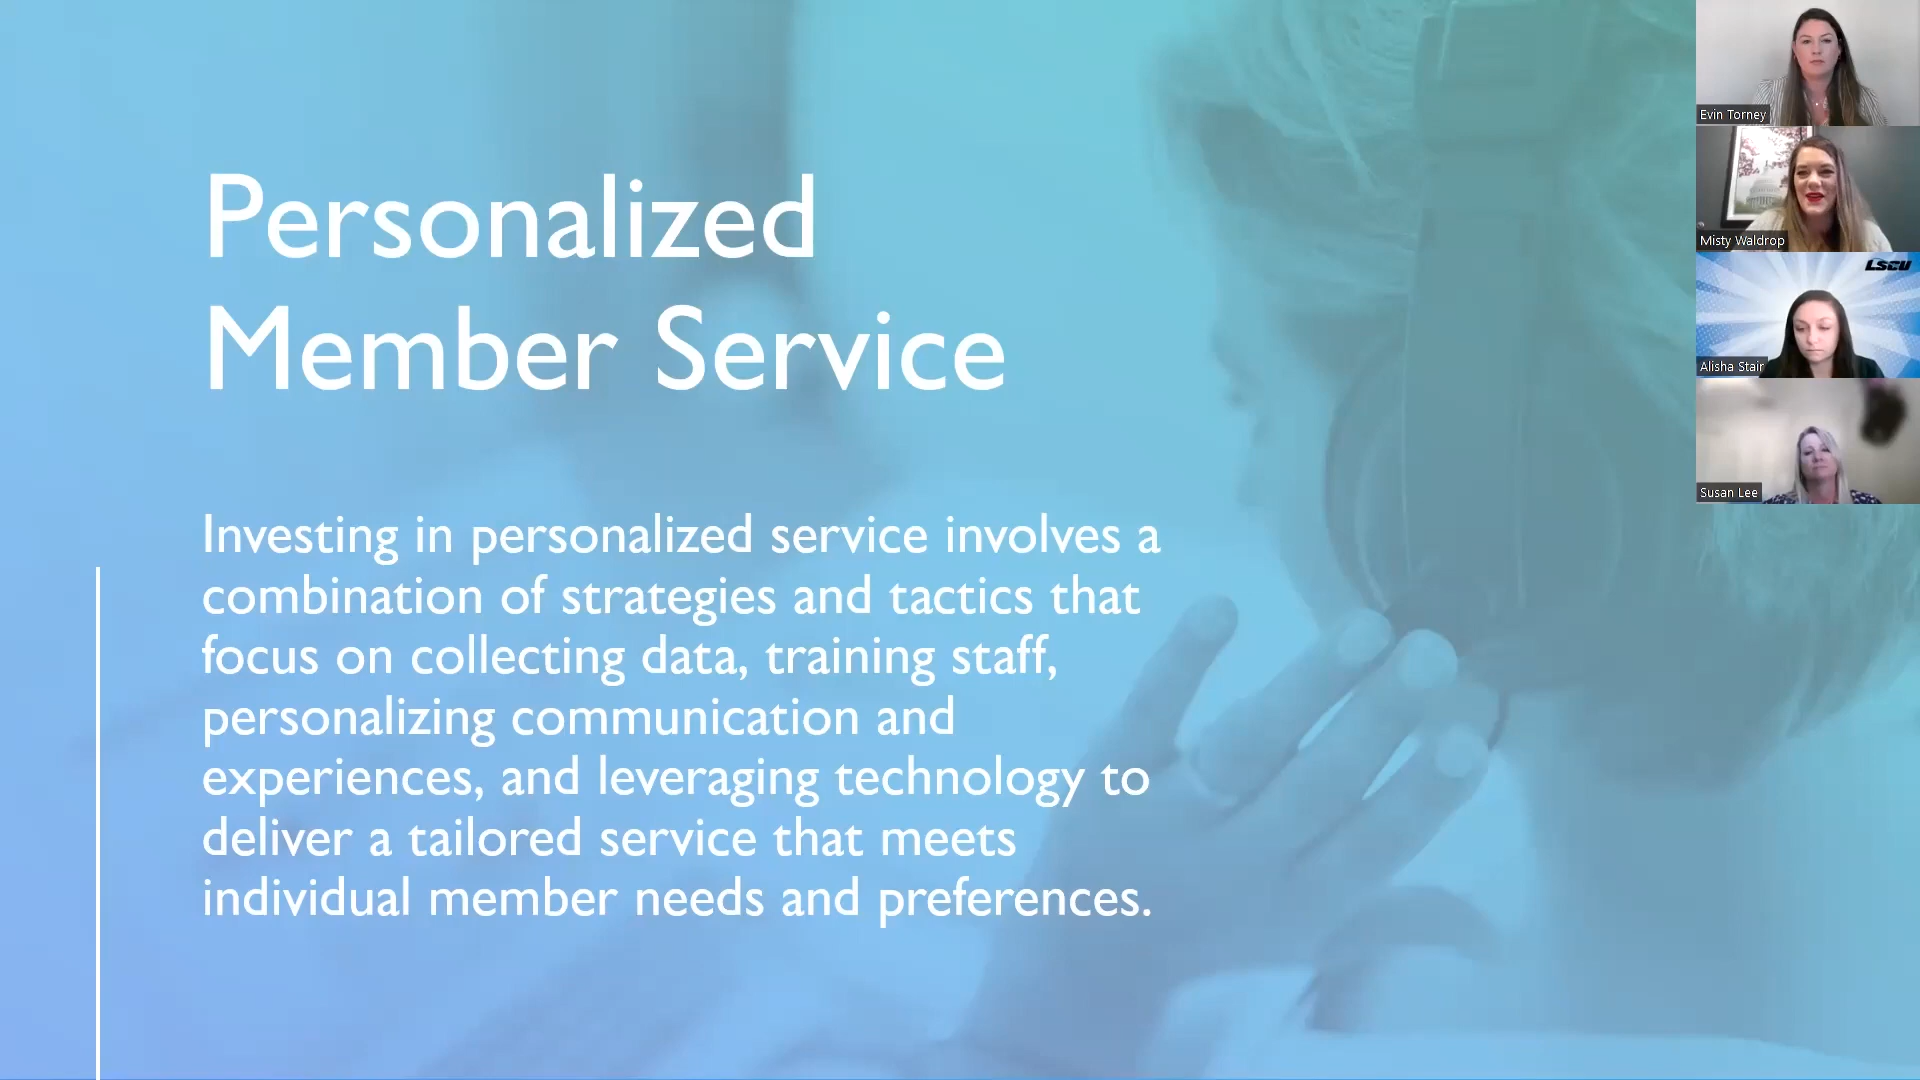 Personalized
Member Service
Investing in personalized service involves a
combination of strategies and tactics that
focus on collecting data, training staff,
personalizing communication and
experiences, and leveraging technology to
deliver a tailored service that meets
individual member needs and preferences.
Evin Torney
Misty Waldrop
LSCU
Alisha Stair
Susan Lee